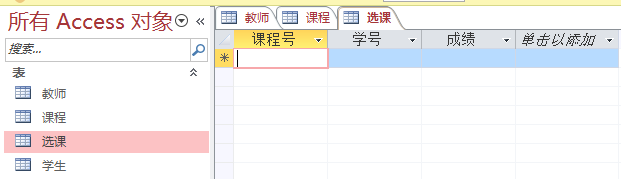 所有 Access 对象
搜索...
表
教师
课程
选课
学生
教师 课程 选课
课程号 学号 成绩 单击以添加